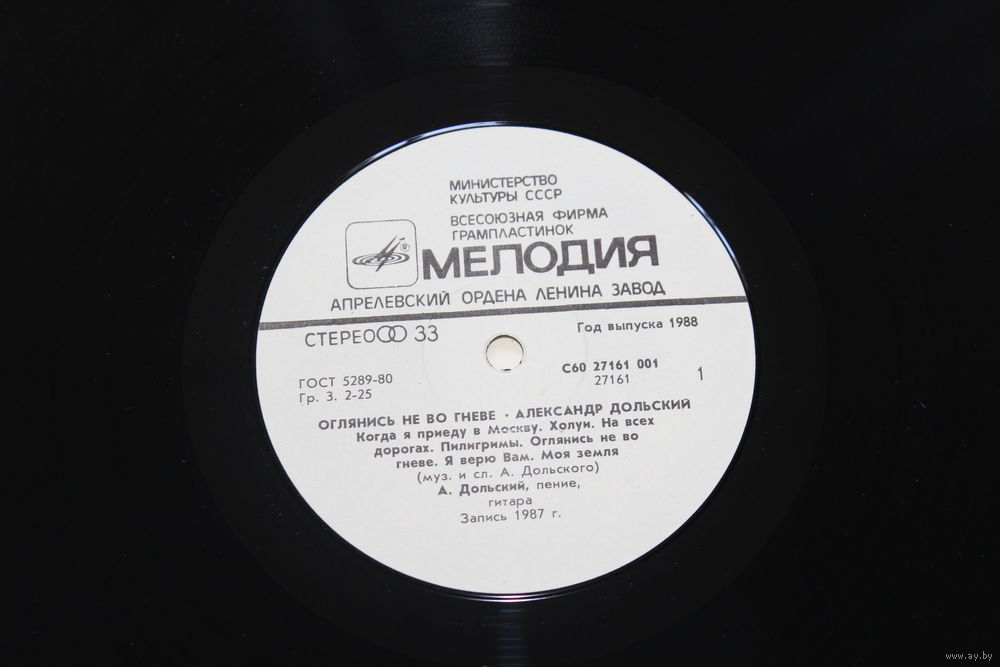 МИНИСТЕРСТВО
КУЛЬТУРЫ СССР
ВСЕСОЮЗНАЯ ФИРМА
ГРАМПЛАСТИНОК
® МЕЛОДИЯ
АПРЕЛЕВСКИЙ ОРДЕНА ЛЕНИНА ЗАВОД
СТЕРЕО 33
Год выпуска 1988
ГОСТ 5289-80
Гр. 3. 2-25
С60 27161 001
27161
1
ОГЛЯНИСЬ НЕ ВО ГНЕВЕ · АЛЕКСАНДР ДОЛЬСКИЙ
Когда я приеду в Москву. Холуи. На всех
дорогах. Пилигримы. Оглянись не во
гневе. Я верю Вам. Моя земля
(муз. и сл. А. Дольского)
А. Дольский, пение,
гитара
Запись 1987 г.
www.ay.by